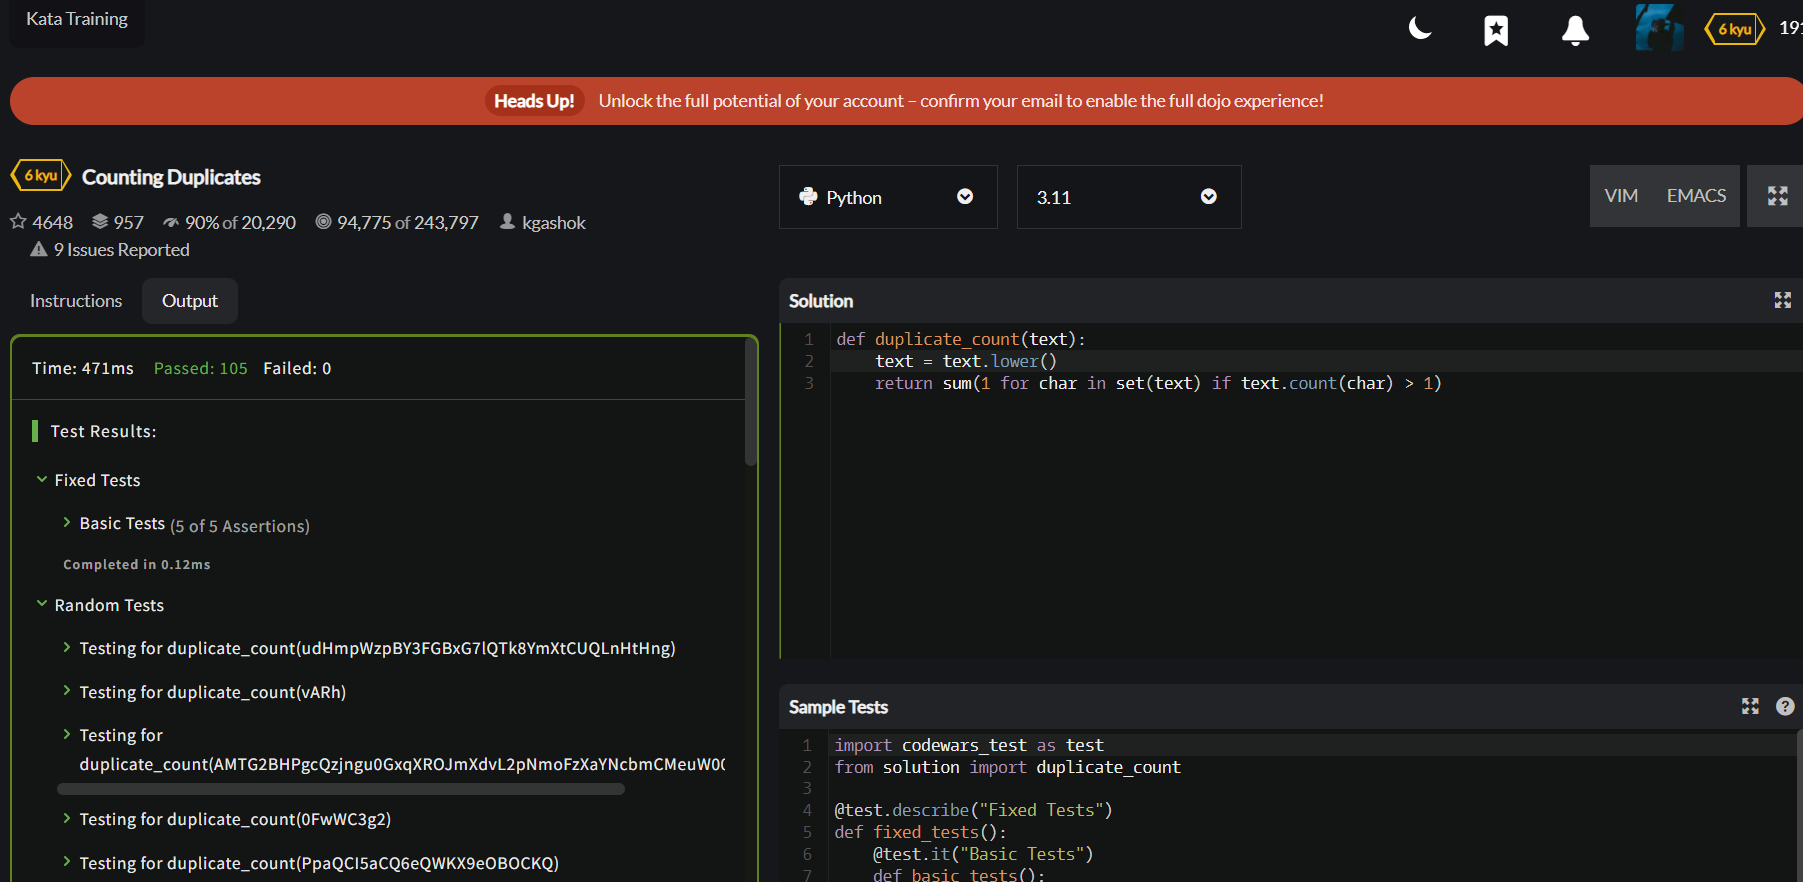 Kata Training
6 kyu
191
Heads Up! Unlock the full potential of your account – confirm your email to enable the full dojo experience!
6 kyu Counting Duplicates
4648 957 90% of 20,290 94,775 of 243,797 kgashok
9 Issues Reported
Python
3.11
VIM EMACS
Instructions Output
Time: 471ms Passed: 105 Failed: 0
Test Results:
Fixed Tests
Basic Tests (5 of 5 Assertions)
Completed in 0.12ms
Random Tests
Testing for duplicate_count(udHmpWzpBY3FGBxG7lQTk8YmXtCUQLnHtHng)
Testing for duplicate_count(vARh)
Testing for
duplicate_count(AMTG2BHPgcQzjngu0GxqXROJmXdvL2pNmoFzXaYNcbmCMeuW0
Testing for duplicate_count(0FwWC3g2)
Testing for duplicate_count(PpaQCI5aCQ6eQWKX9eOBOCKQ)
Solution
1 def duplicate_count(text):
2     text = text.lower()
3     return sum(1 for char in set(text) if text.count(char) > 1)
Sample Tests
1 import codewars_test as test
2 from solution import duplicate_count
3
4 @test.describe("Fixed Tests")
5 def fixed_tests():
6     @test.it("Basic Tests")
7     def basic_tests():